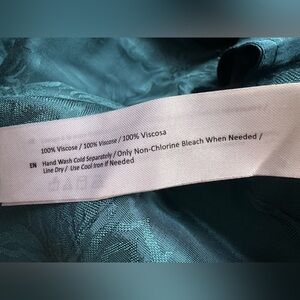 100% Viscose / 100% Viscose / 100% Viscosa
EN Hand Wash Cold Separately / Only Non-Chlorine Bleach When Needed /
Line Dry / Use Cool Iron if Needed